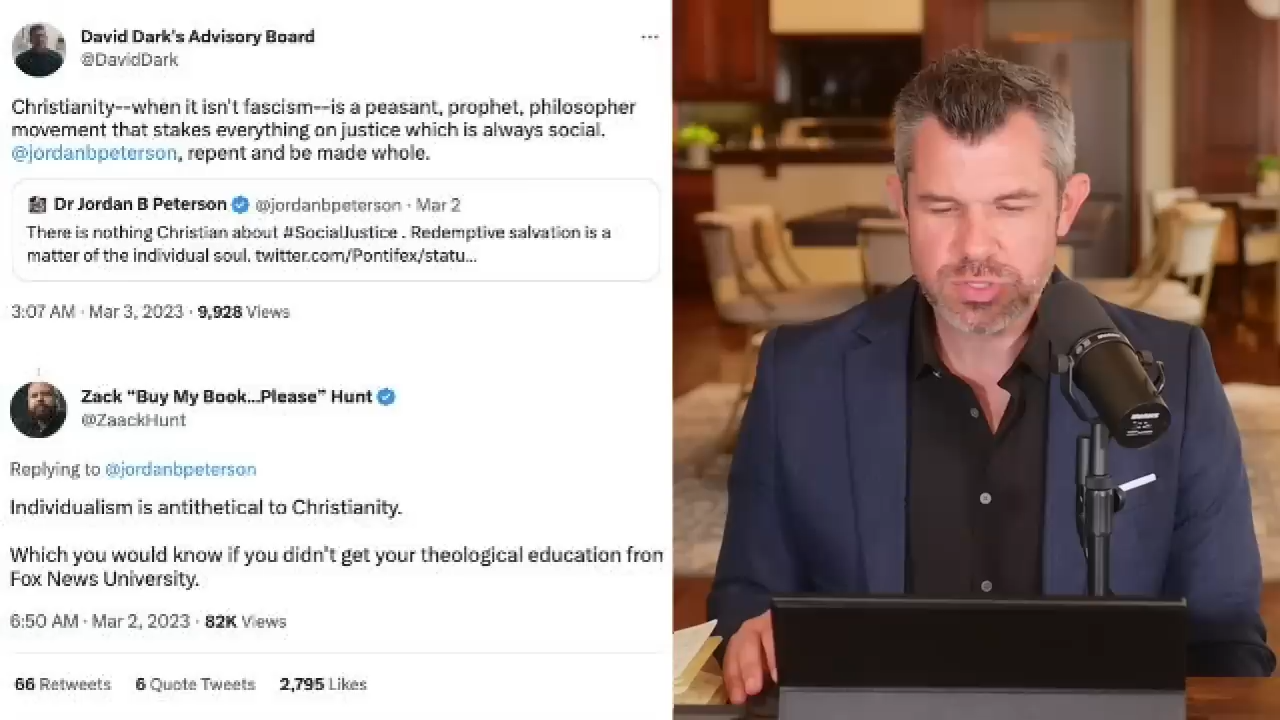 David Dark's Advisory Board
@DavidDark
Christianity--when it isn't fascism--is a peasant, prophet, philosopher
movement that stakes everything on justice which is always social.
@jordanbpeterson, repent and be made whole.
Dr Jordan B Peterson @jordanbpeterson · Mar 2
There is nothing Christian about #SocialJustice . Redemptive salvation is a
matter of the individual soul. twitter.com/Pontifex/statu...
3:07 AM · Mar 3, 2023 · 9,928 Views
Zack “Buy My Book...Please” Hunt
@ZaackHunt
Replying to @jordanbpeterson
Individualism is antithetical to Christianity.
Which you would know if you didn't get your theological education from
Fox News University.
6:50 AM · Mar 2, 2023 · 82K Views
66 Retweets 6 Quote Tweets 2,795 Likes